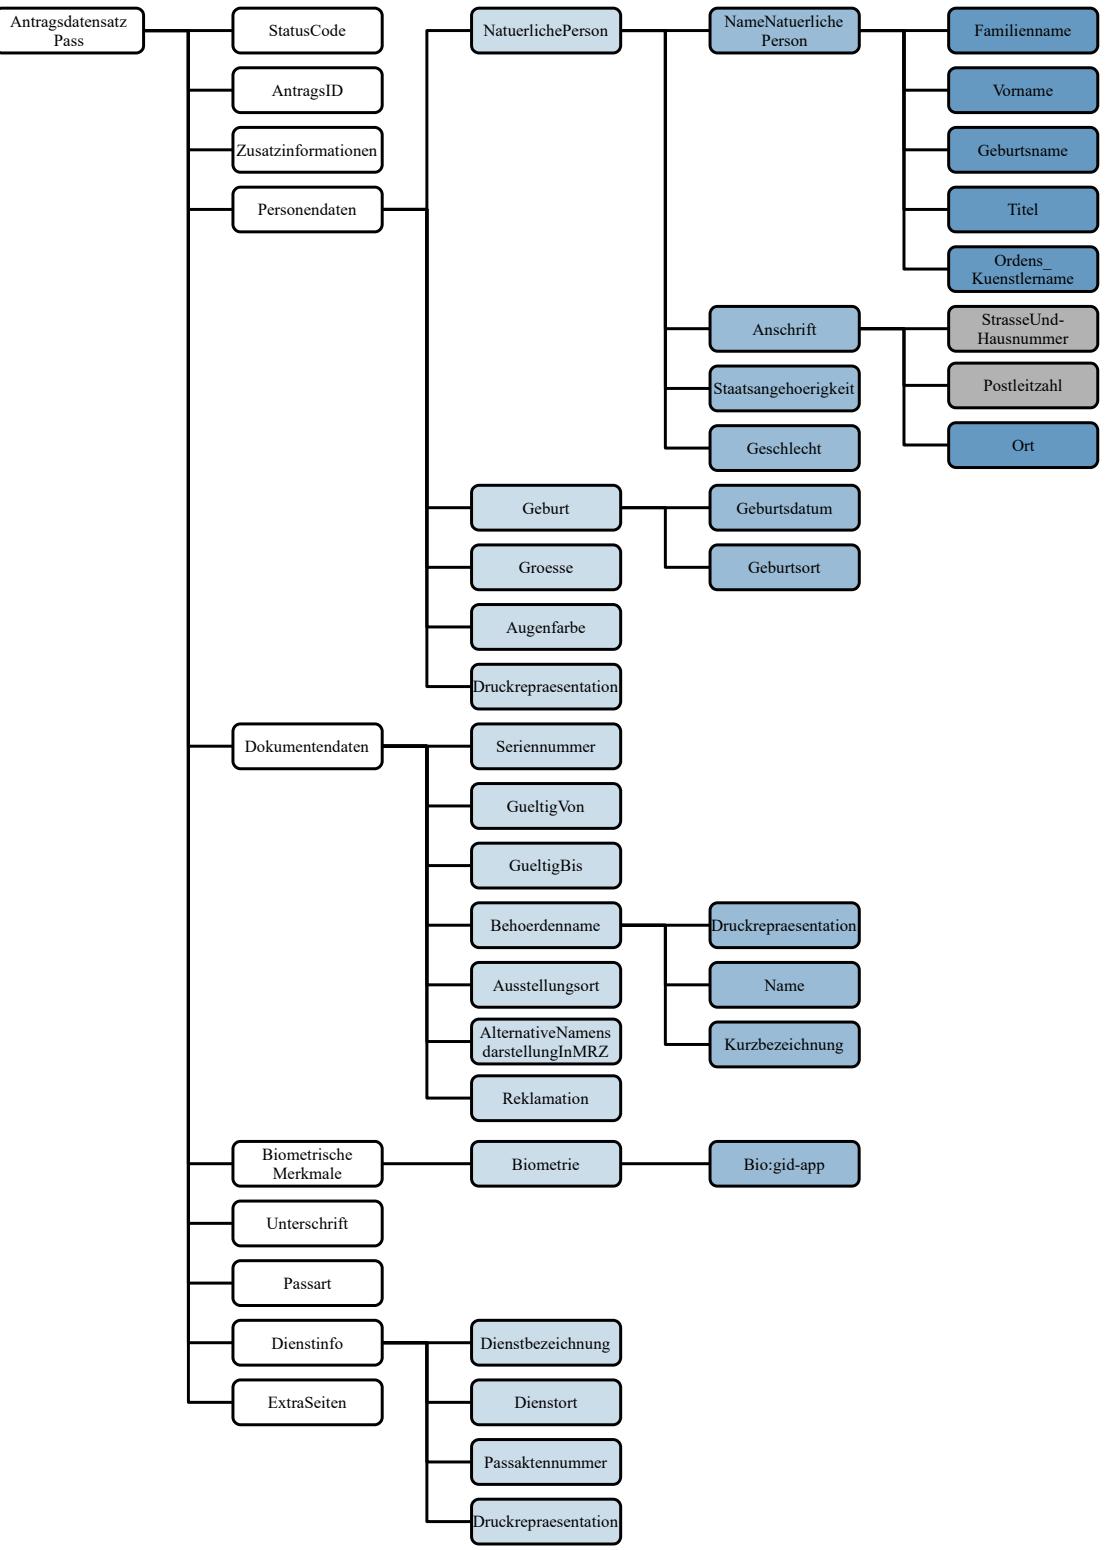 Antragsdatensatz
Pass
StatusCode
NatuerlichePerson
NameNatuerliche
Person
Familienname
AntragsID
Vorname
Zusatzinformationen
Geburtsname
Personendaten
Titel
Ordens_
Kuenstlername
Anschrift
StrasseUnd-
Hausnummer
Staatsangehoerigkeit
Postleitzahl
Geschlecht
Ort
Geburt
Geburtsdatum
Groesse
Geburtsort
Augenfarbe
Druckrepraesentation
Dokumentendaten
Seriennummer
GueltigVon
GueltigBis
Behoerdenname
Druckrepraesentation
Ausstellungsort
Name
AlternativeNamens
darstellungInMRZ
Kurzbezeichnung
Reklamation
Biometrische
Merkmale
Biometrie
Bio:gid-app
Unterschrift
Passart
Dienstinfo
Dienstbezeichnung
ExtraSeiten
Dienstort
Passaktennummer
Druckrepraesentation